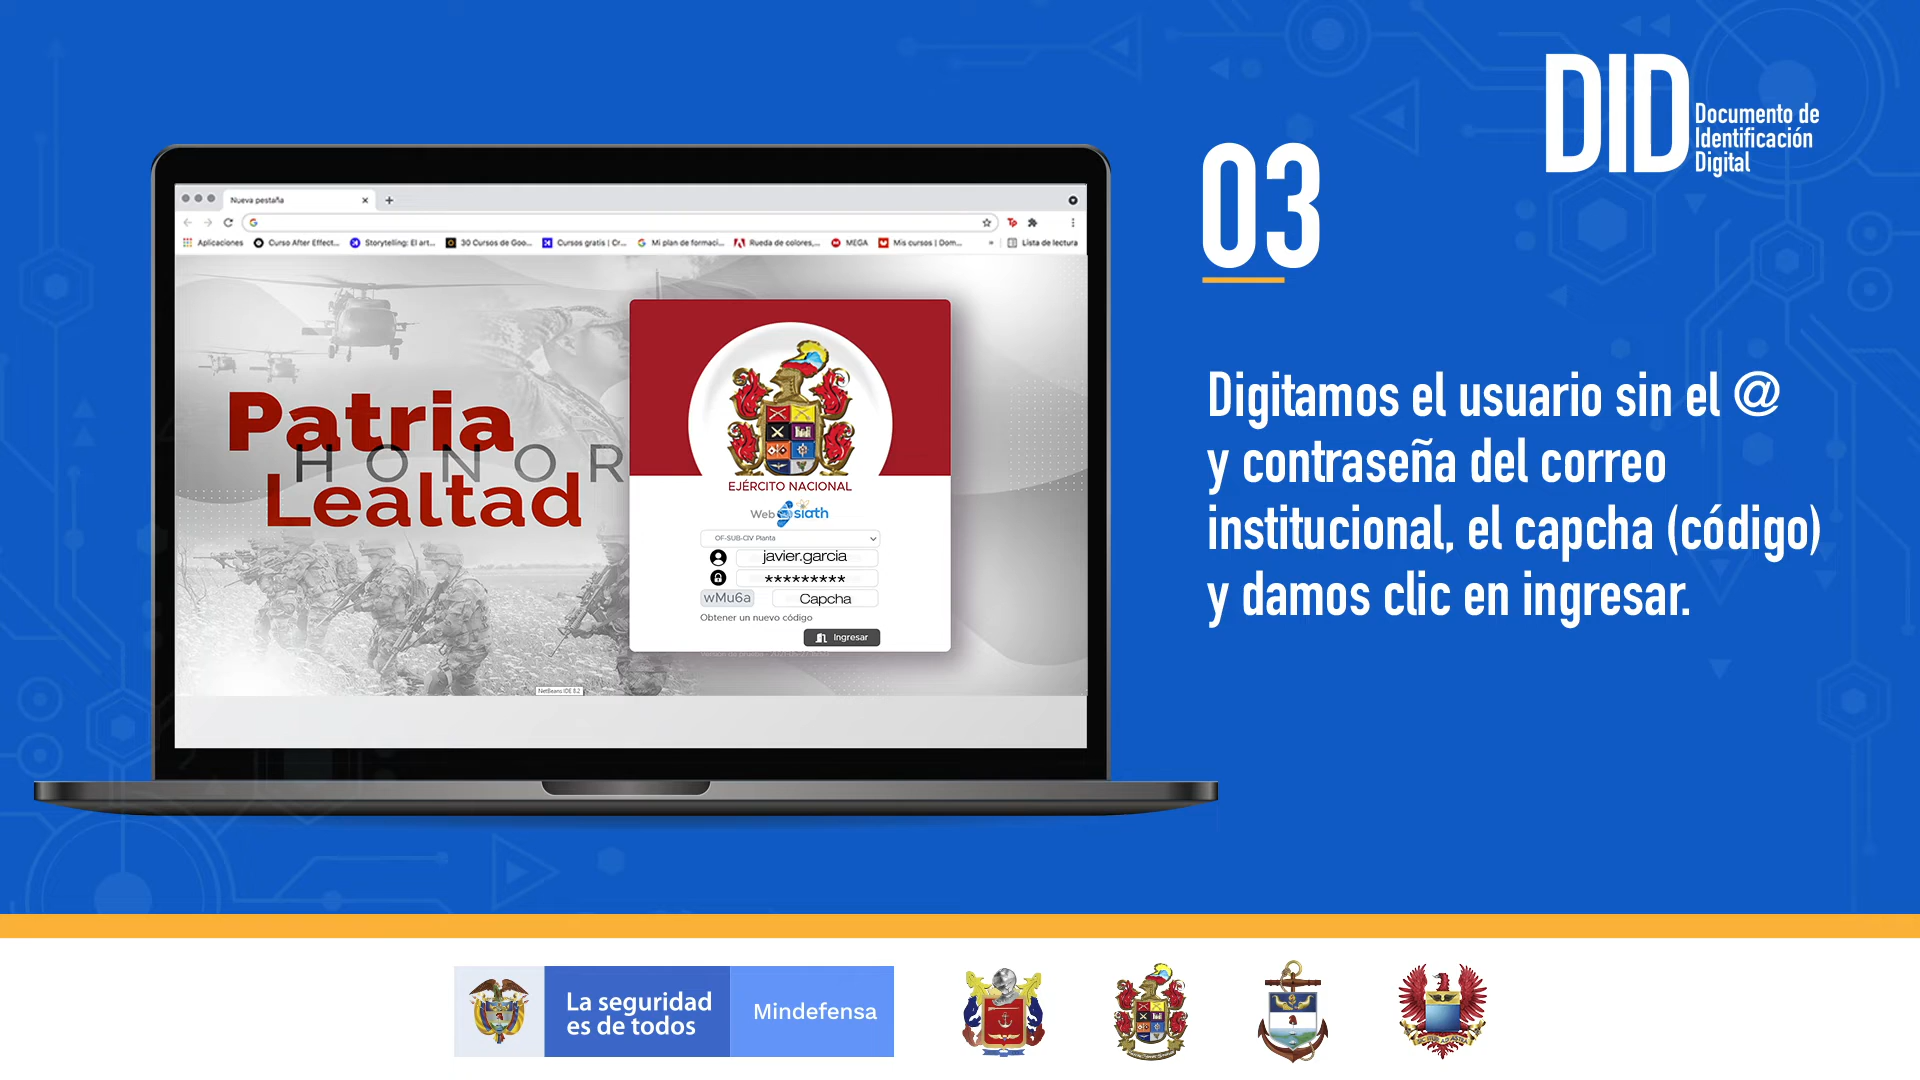 DID
Documento de
Identificación
Digital
03
Digitamos el usuario sin el @
y contraseña del correo
institucional, el capcha (código)
y damos clic en ingresar.
Nueva pestaña
Aplicaciones
Curso After Effect...
Storytelling: El art...
30 Cursos de Goo...
Cursos gratis | Cr...
Mi plan de formaci...
Rueda de colores,...
MEGA
Mis cursos | Dom...
»
Lista de lectura
Patria
HONOR
Lealtad
EJÉRCITO NACIONAL
Web siath
OF-SUB-CIV Planta
javier.garcia
*********
wMu6a
Capcha
Obtener un nuevo código
Ingresar
NetBeans IDE 8.2
La seguridad
es de todos
Mindefensa